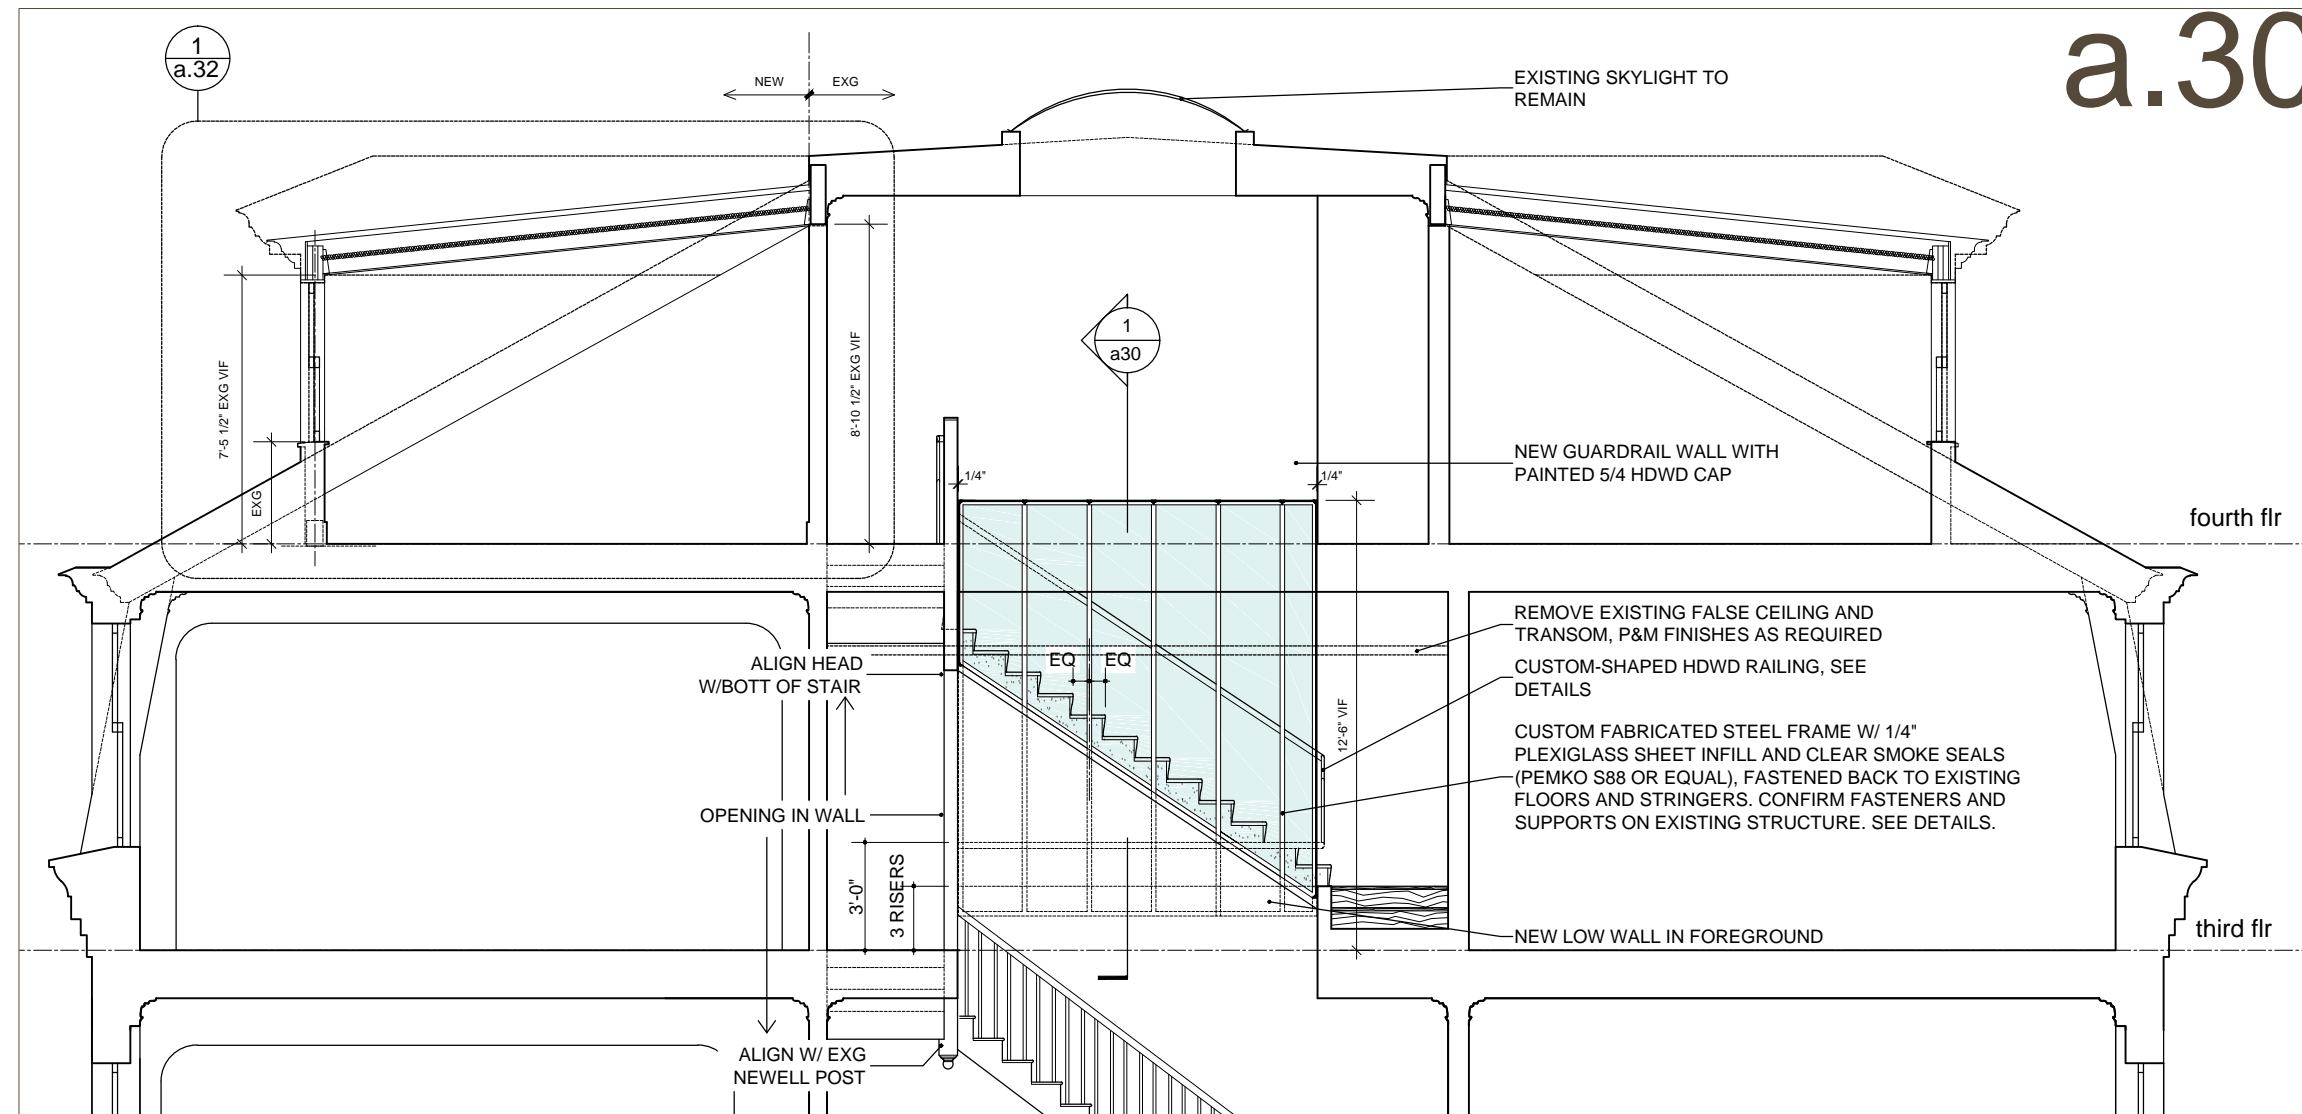 a.30
1
a.32
NEW
EXG
EXISTING SKYLIGHT TO
REMAIN
1
a30
7'-5 1/2" EXG VIF
EXG
8'-10 1/2" EXG VIF
1/4"
1/4"
NEW GUARDRAIL WALL WITH
PAINTED 5/4 HDWD CAP
fourth flr
REMOVE EXISTING FALSE CEILING AND
TRANSOM, P&M FINISHES AS REQUIRED
ALIGN HEAD
W/BOTT OF STAIR
EQ
EQ
CUSTOM-SHAPED HDWD RAILING, SEE
DETAILS
12'-6" VIF
CUSTOM FABRICATED STEEL FRAME W/ 1/4"
PLEXIGLASS SHEET INFILL AND CLEAR SMOKE SEALS
(PEMKO S88 OR EQUAL), FASTENED BACK TO EXISTING
FLOORS AND STRINGERS. CONFIRM FASTENERS AND
SUPPORTS ON EXISTING STRUCTURE. SEE DETAILS.
OPENING IN WALL
3'-0"
3 RISERS
NEW LOW WALL IN FOREGROUND
third flr
ALIGN W/ EXG
NEWELL POST